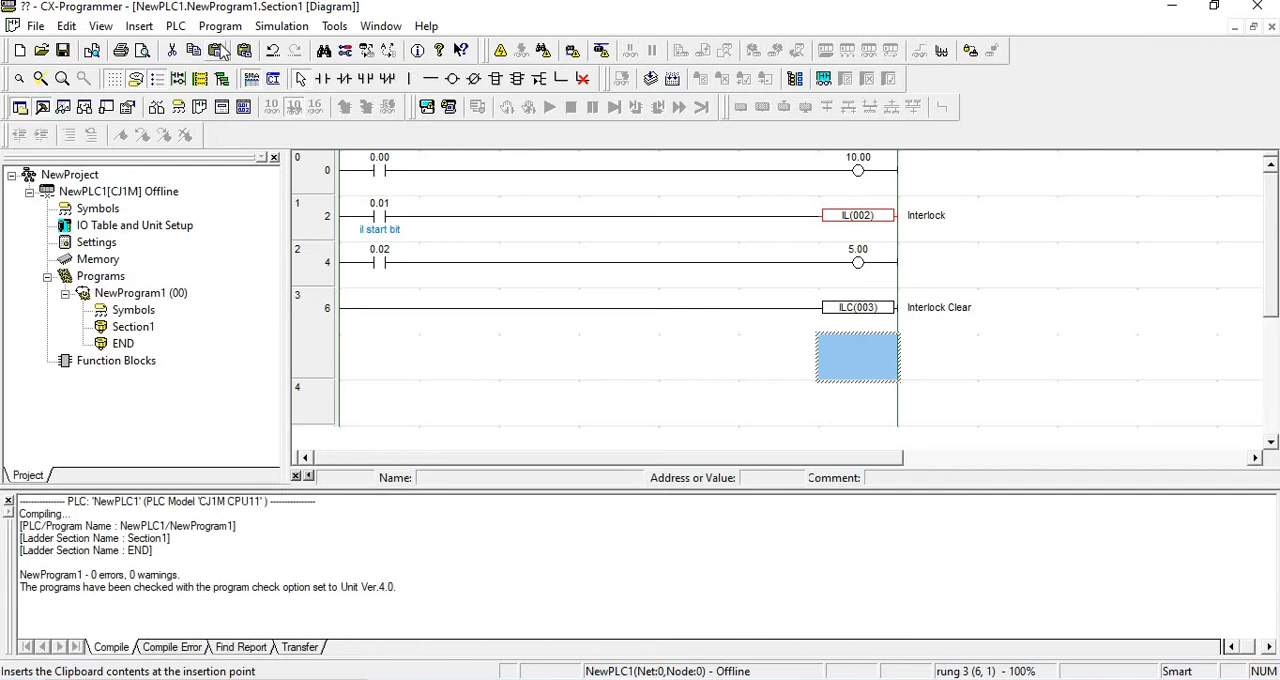 ?? - CX-Programmer - [NewPLC1.NewProgram1.Section1 [Diagram]]
File Edit View Insert PLC Program Simulation Tools Window Help
10 10 16
NewProject
NewPLC1[CJ1M] Offline
Symbols
IO Table and Unit Setup
Settings
Memory
Programs
NewProgram1 (00)
Symbols
Section1
END
Function Blocks
Project
0
0
0.00
10.00
1
2
0.01
il start bit
IL(002)
Interlock
2
4
0.02
5.00
3
6
ILC(003)
Interlock Clear
4
Name: Address or Value: Comment:
--------------- PLC: 'NewPLC1' (PLC Model 'CJ1M CPU11' ) ---------------
Compiling...
[PLC/Program Name : NewPLC1/NewProgram1]
[Ladder Section Name : Section1]
[Ladder Section Name : END]
NewProgram1 - 0 errors, 0 warnings.
The programs have been checked with the program check option set to Unit Ver.4.0.
Compile Compile Error Find Report Transfer
Inserts the Clipboard contents at the insertion point
NewPLC1(Net:0,Node:0) - Offline
rung 3 (6, 1) - 100%
Smart
NUM